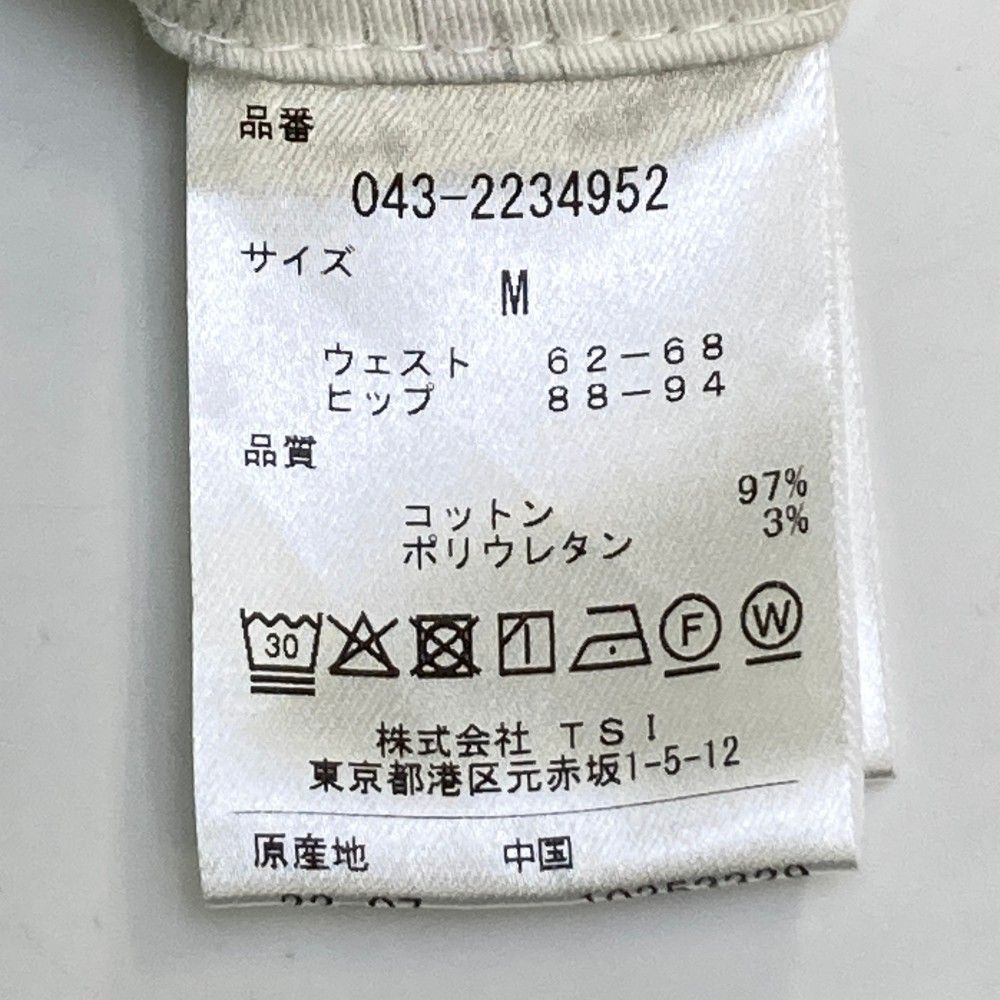 品番
043-2234952
サイズ
M
ウェスト 62-68
ヒップ 88-94
品質
コットン 97%
ポリウレタン 3%
30 F W
株式会社 TSI
東京都港区元赤坂1-5-12
原産地 中国